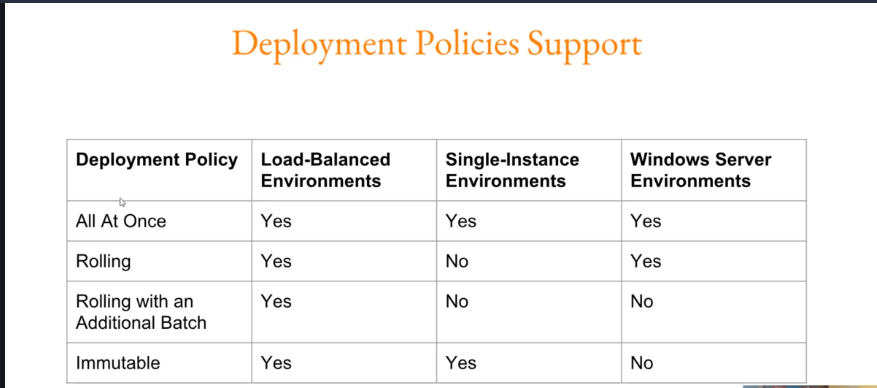 Deployment Policies Support
Deployment Policy Load-Balanced Environments Single-Instance Environments Windows Server Environments
All At Once Yes Yes Yes
Rolling Yes No Yes
Rolling with an Additional Batch Yes No No
Immutable Yes Yes No